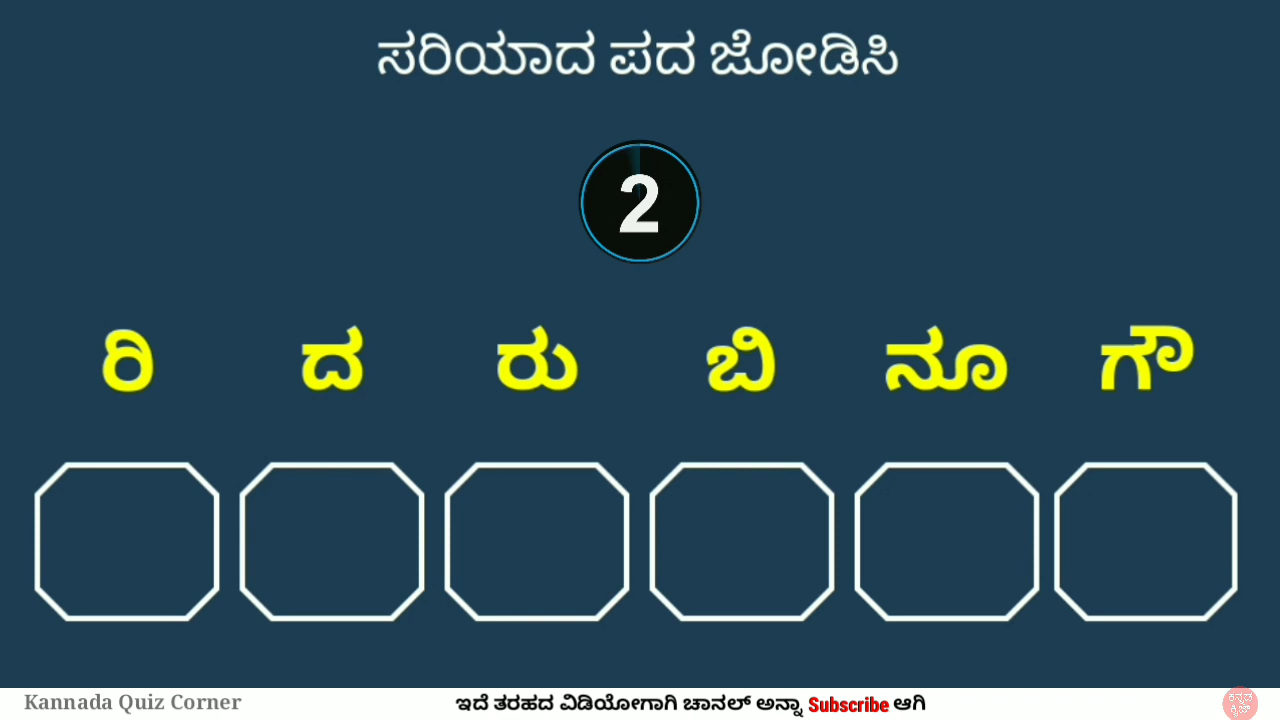 ಸರಿಯಾದ ಪದ ಜೋಡಿಸಿ
2
ರಿ ದ ರು ಬಿ ನೂ ಗೌ
Kannada Quiz Corner ಇದೆ ತರಹದ ವಿಡಿಯೋಗಾಗಿ ಚಾನಲ್ ಅನ್ನಾ Subscribe ಆಗಿ